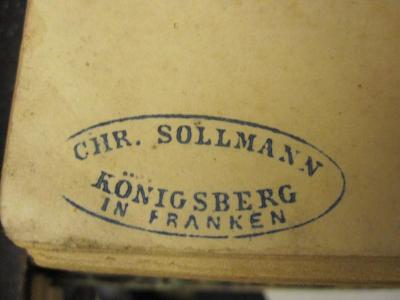 CHR. SOLLMANN
KÖNIGSBERG
IN FRANKEN